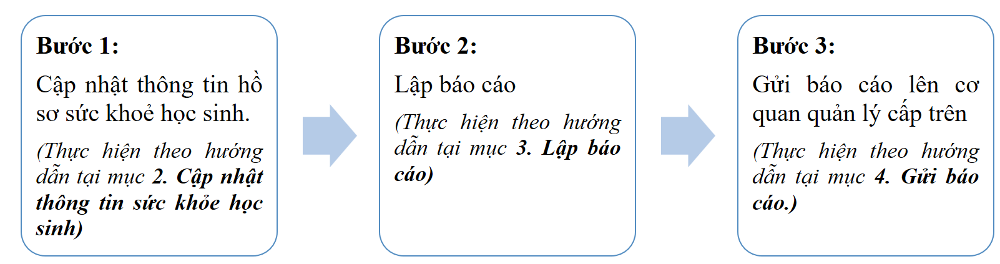 Bước 1:
Cập nhật thông tin hồ
sơ sức khoẻ học sinh.
(Thực hiện theo hướng
dẫn tại mục 2. Cập nhật
thông tin sức khỏe học
sinh)
Bước 2:
Lập báo cáo
(Thực hiện theo hướng
dẫn tại mục 3. Lập báo
cáo)
Bước 3:
Gửi báo cáo lên cơ
quan quản lý cấp trên
(Thực hiện theo hướng
dẫn tại mục 4. Gửi báo
cáo.)